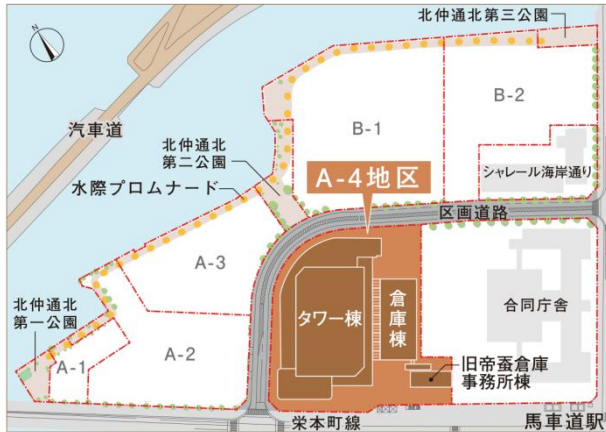 北仲通北第三公園
B-2
B-1
汽車道
北仲通北
第二公園
シャレール海岸通り
A-4地区
水際プロムナード
区画道路
A-3
北仲通北
第一公園
A-1
A-2
タワー棟
倉庫棟
合同庁舎
旧帝蚕倉庫
事務所棟
栄本町線
馬車道駅